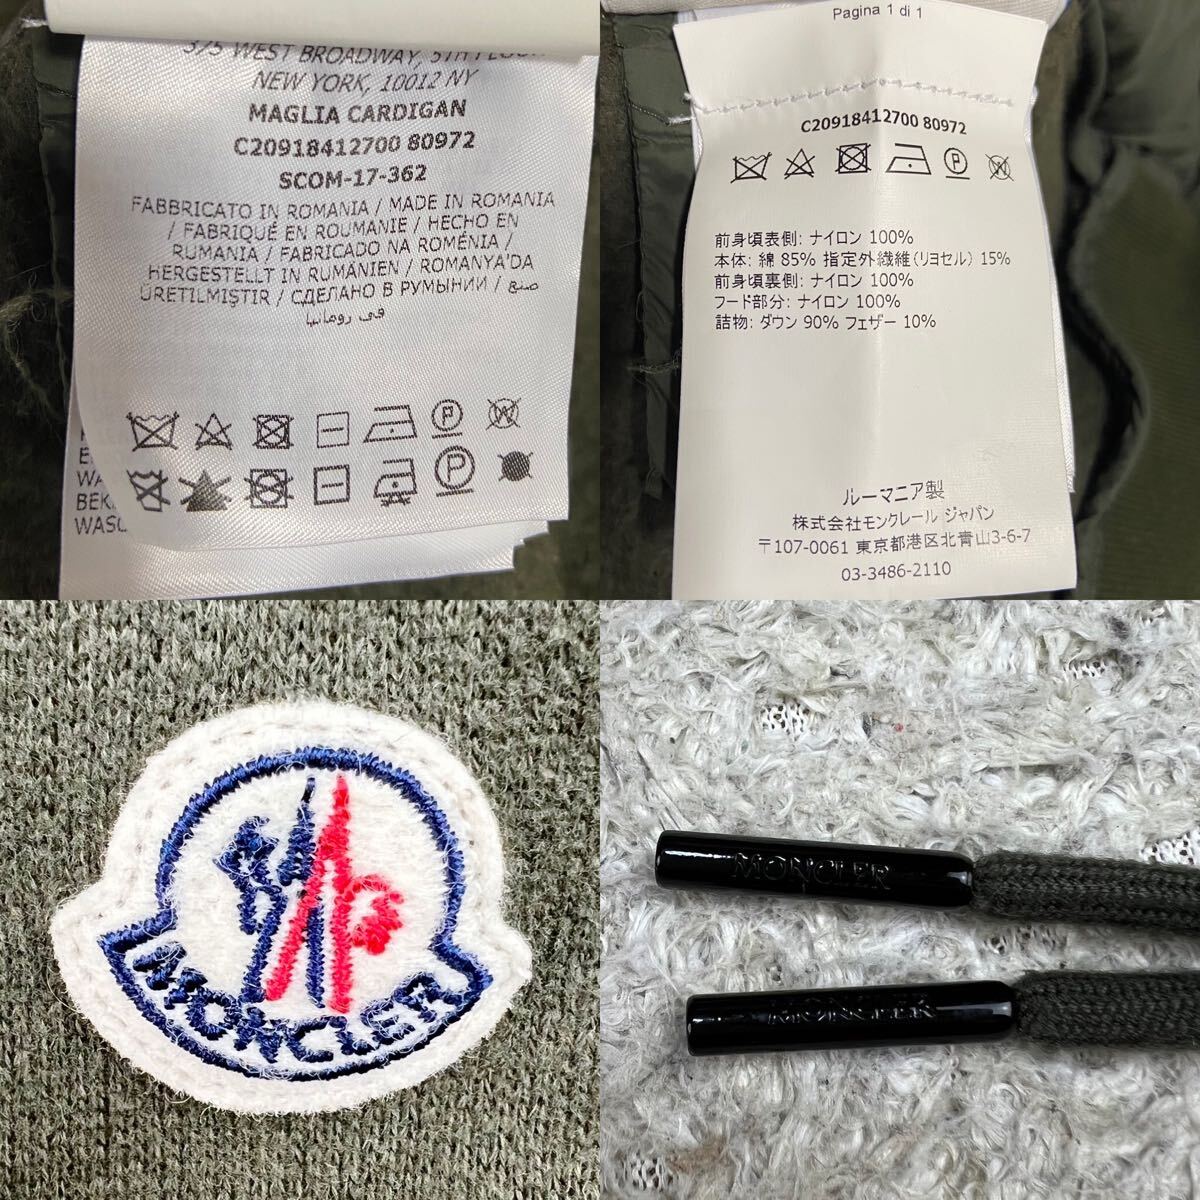 375 WEST BROADWAY, 5TH FLOOR
NEW YORK, 10012 NY
MAGLIA CARDIGAN
C20918412700 80972
SCOM-17-362
FABBRICATO IN ROMANIA / MADE IN ROMANIA
/ FABRIQUÉ EN ROUMANIE / HECHO EN
RUMANIA / FABRICADO NA ROMÉNIA /
HERGESTELLT IN RUMÄNIEN / ROMANYA'DA
ÜRETILMIŞTIR / СДЕЛАНО В РУМЫНИИ / صنع
في رومانيا
P
W
P
WA
BEK
WASC
Pagina 1 di 1
C20918412700 80972
P
W
前身頃表側: ナイロン 100%
本体: 綿 85% 指定外繊維(リヨセル) 15%
前身頃裏側: ナイロン 100%
フード部分: ナイロン 100%
詰物: ダウン 90% フェザー 10%
ルーマニア製
株式会社モンクレール ジャパン
〒107-0061 東京都港区北青山3-6-7
03-3486-2110
MONCLER
MONCLER
MONCLER